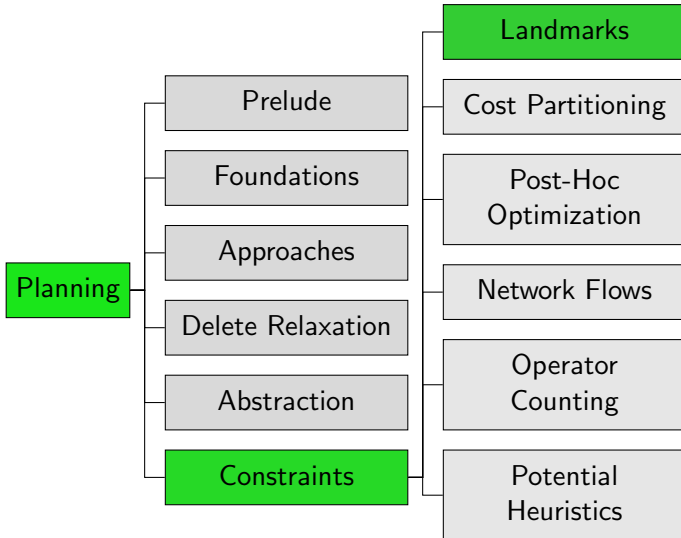 Planning
Prelude
Foundations
Approaches
Delete Relaxation
Abstraction
Constraints
Landmarks
Cost Partitioning
Post-Hoc
Optimization
Network Flows
Operator
Counting
Potential
Heuristics